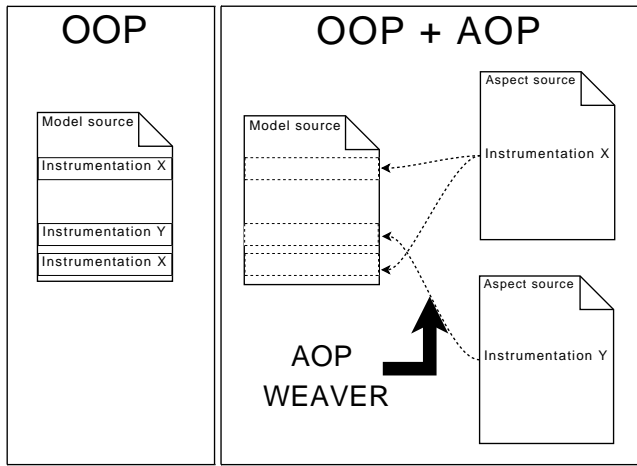 OOP
Model source
Instrumentation X
Instrumentation Y
Instrumentation X
OOP + AOP
Model source
Aspect source
Instrumentation X
Aspect source
Instrumentation Y
AOP
WEAVER